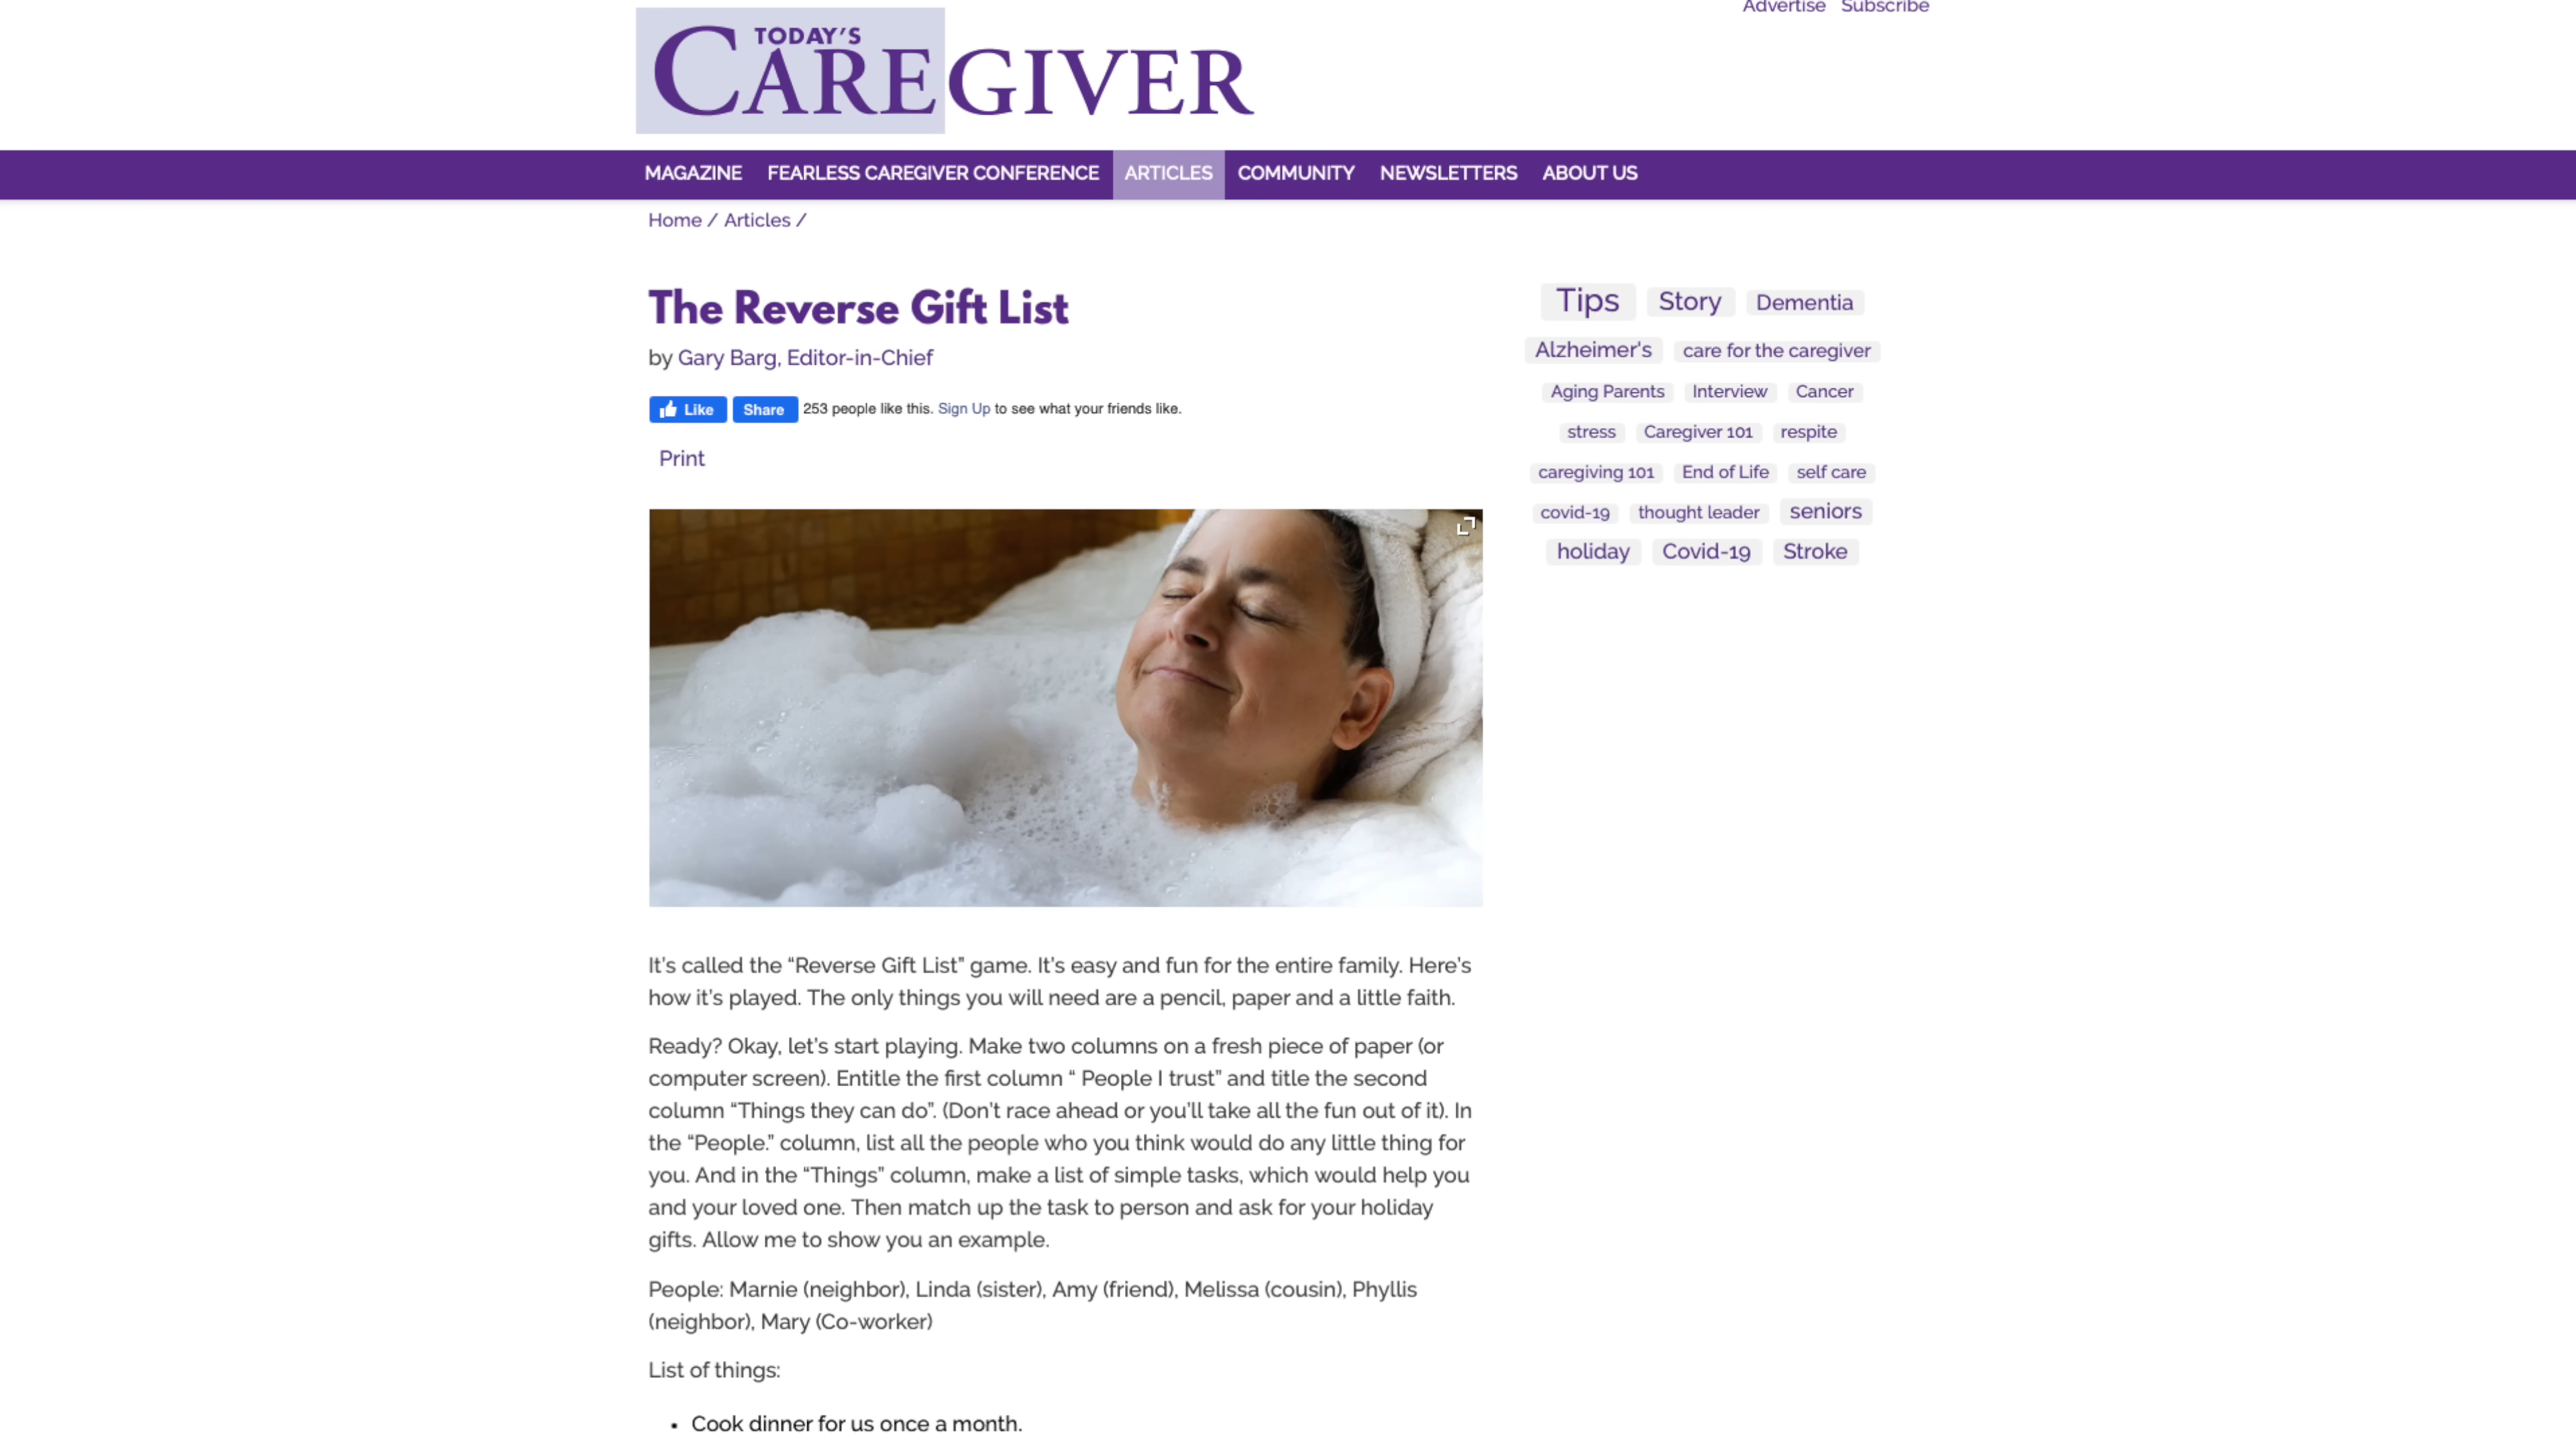 Advertise Subscribe
TODAY'S
CAREGIVER
MAGAZINE FEARLESS CAREGIVER CONFERENCE ARTICLES COMMUNITY NEWSLETTERS ABOUT US
Home / Articles /
The Reverse Gift List
by Gary Barg, Editor-in-Chief
Like Share 253 people like this. Sign Up to see what your friends like.
Print
It's called the “Reverse Gift List” game. It's easy and fun for the entire family. Here's
how it's played. The only things you will need are a pencil, paper and a little faith.
Ready? Okay, let's start playing. Make two columns on a fresh piece of paper (or
computer screen). Entitle the first column “ People I trust” and title the second
column “Things they can do”. (Don't race ahead or you'll take all the fun out of it). In
the “People.” column, list all the people who you think would do any little thing for
you. And in the “Things” column, make a list of simple tasks, which would help you
and your loved one. Then match up the task to person and ask for your holiday
gifts. Allow me to show you an example.
People: Marnie (neighbor), Linda (sister), Amy (friend), Melissa (cousin), Phyllis
(neighbor), Mary (Co-worker)
List of things:
• Cook dinner for us once a month.
Tips Story Dementia
Alzheimer's care for the caregiver
Aging Parents Interview Cancer
stress Caregiver 101 respite
caregiving 101 End of Life self care
covid-19 thought leader seniors
holiday Covid-19 Stroke